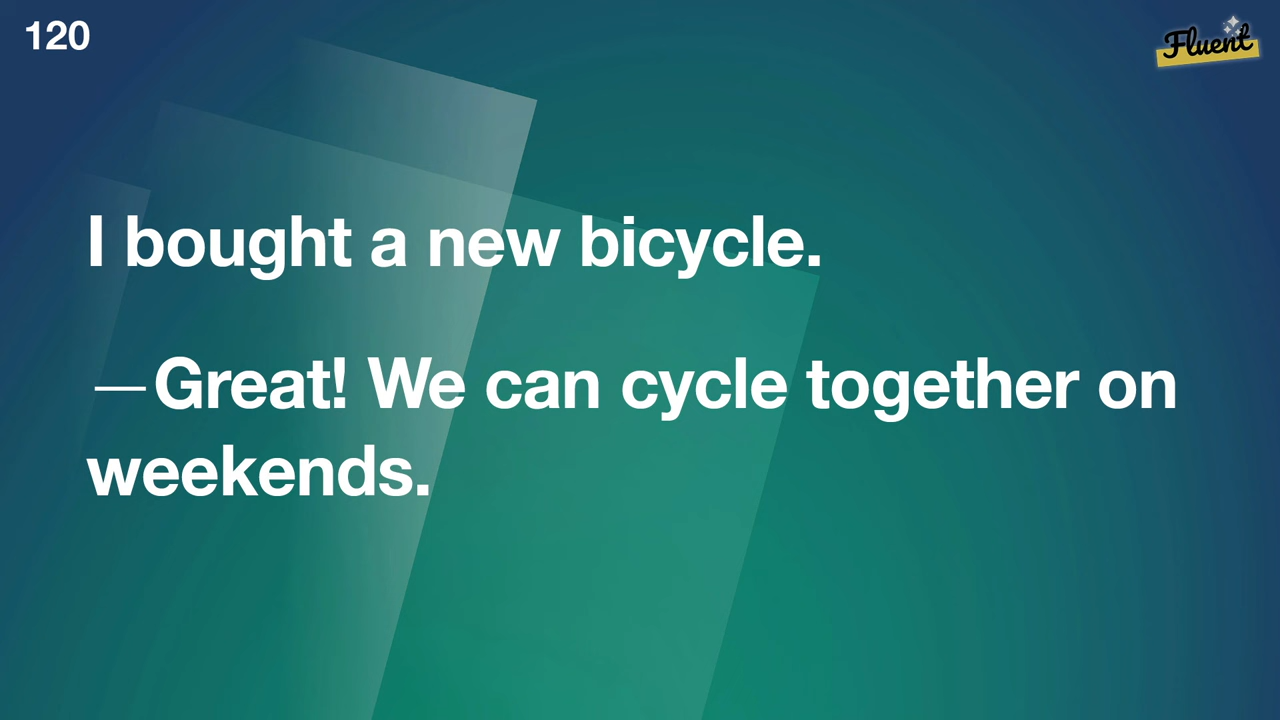 120
Fluent
I bought a new bicycle.
—Great! We can cycle together on
weekends.